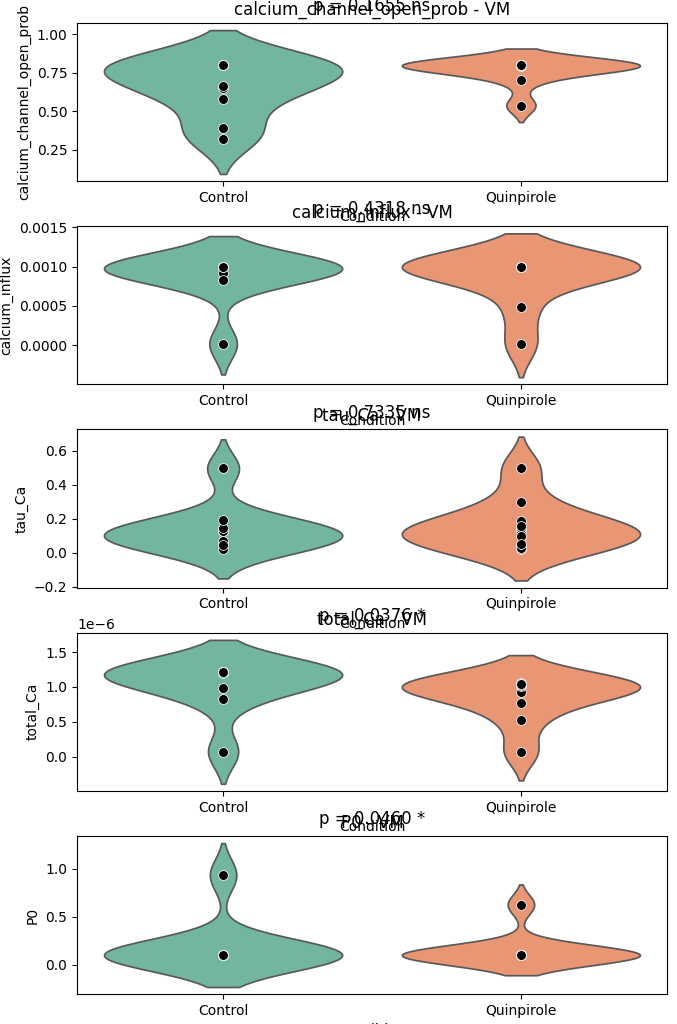 p = 0.1655 ns
calcium_channel_open_prob - VM
calcium_channel_open_prob
1.00
0.75
0.50
0.25
Control
Quinpirole
Condition
p = 0.4318 ns
calcium_influx - VM
calcium_influx
0.0015
0.0010
0.0005
0.0000
Control
Quinpirole
Condition
p = 0.7335 ns
tau_Ca - VM
tau_Ca
0.6
0.4
0.2
0.0
−0.2
Control
Quinpirole
Condition
p = 0.0376 *
total_Ca - VM
1e−6
total_Ca
1.5
1.0
0.5
0.0
Control
Quinpirole
Condition
p = 0.0460 *
P0 - VM
P0
1.0
0.5
0.0
Control
Quinpirole